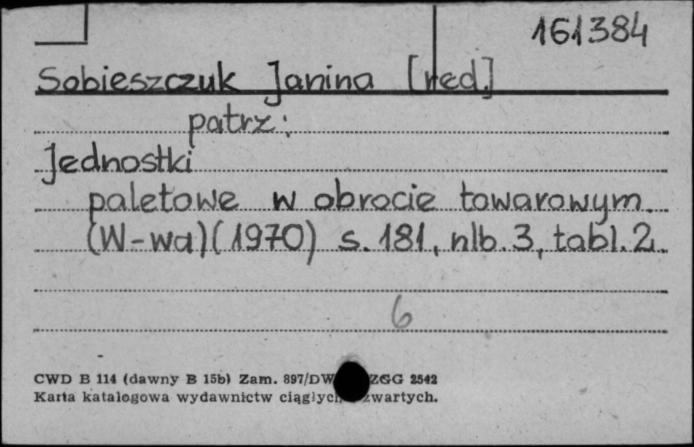 161384
Sobieszczuk Janina [red.]
patrz:
Jednostki
paletowe w obrocie towarowym.
(W-wa)(1970) s. 181, nlb. 3, tabl. 2.
6
CWD B 114 (dawny B 15b) Zam. 897/DW ZGG 2542
Karta katalogowa wydawnictw ciągłych zwartych.